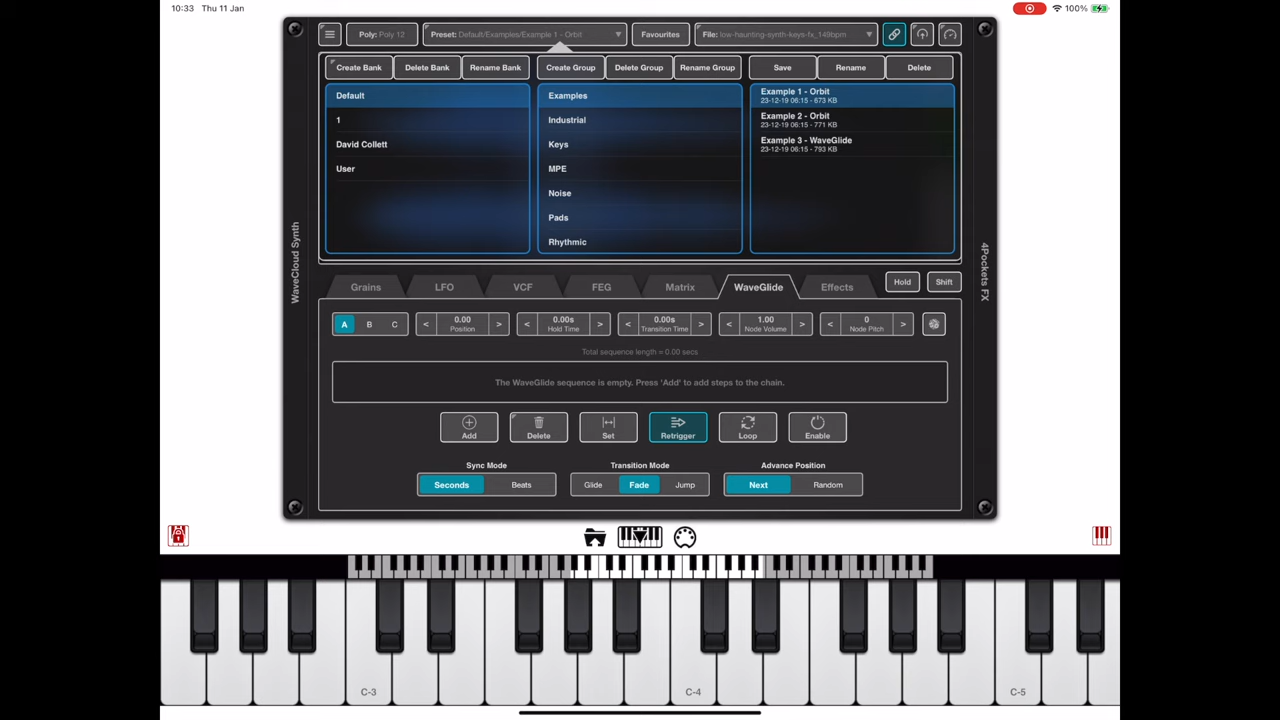 10:33 Thu 11 Jan
100%
Poly: Poly 12
Preset: Default/Examples/Example 1 - Orbit
Favourites
File: low-haunting-synth-keys-fx_149bpm
Create Bank
Delete Bank
Rename Bank
Create Group
Delete Group
Rename Group
Save
Rename
Delete
Default
1
David Collett
User
Examples
Industrial
Keys
MPE
Noise
Pads
Rhythmic
Example 1 - Orbit
23-12-19 06:15 - 673 KB
Example 2 - Orbit
23-12-19 06:15 - 771 KB
Example 3 - WaveGlide
23-12-19 06:15 - 793 KB
WaveCloud Synth
4Pockets FX
Grains
LFO
VCF
FEG
Matrix
WaveGlide
Effects
Hold
Shift
A B C
< 0.00 >
Position
< 0.00s >
Hold Time
< 0.00s >
Transition Time
< 1.00 >
Node Volume
< 0 >
Node Pitch
Total sequence length = 0.00 secs
The WaveGlide sequence is empty. Press 'Add' to add steps to the chain.
Add
Delete
Set
Retrigger
Loop
Enable
Sync Mode
Seconds
Beats
Transition Mode
Glide
Fade
Jump
Advance Position
Next
Random
C-3
C-4
C-5